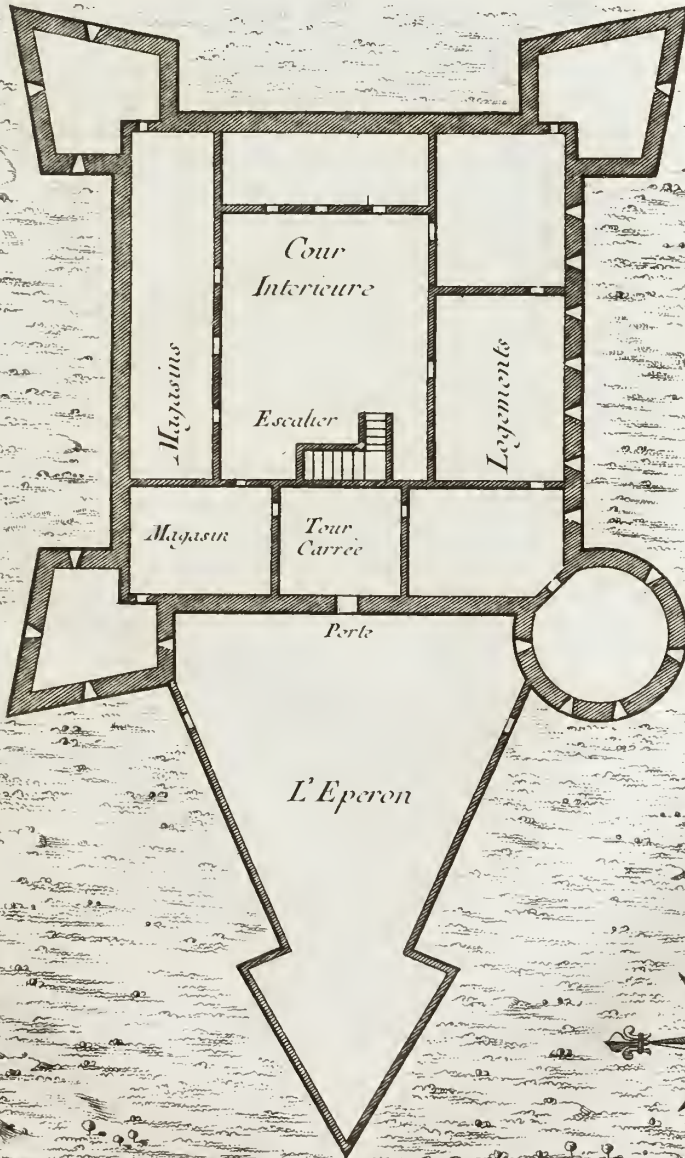 Cour
Interieure
Magasins
Escalier
Logements
Magasin
Tour
Carrée
Porte
L'Eperon